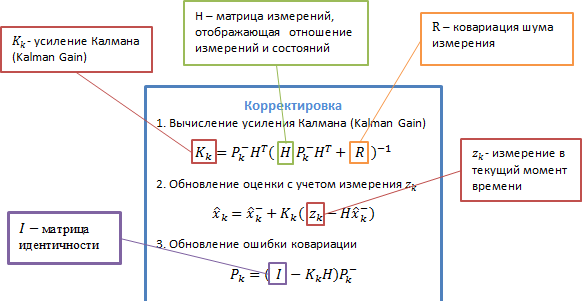 K_k - усиление Калмана
(Kalman Gain)
H – матрица измерений,
отображающая отношение
измерений и состояний
R – ковариация шума
измерения
Корректировка
1. Вычисление усиления Калмана (Kalman Gain)
K_k = P_k^- H^T ( H P_k^- H^T + R )^{-1}
z_k - измерение в
текущий момент
времени
2. Обновление оценки с учетом измерения z_k
x̂_k = x̂_k^- + K_k ( z_k – Hx̂_k^-)
I – матрица
идентичности
3. Обновление ошибки ковариации
P_k = ( I – K_k H)P_k^-